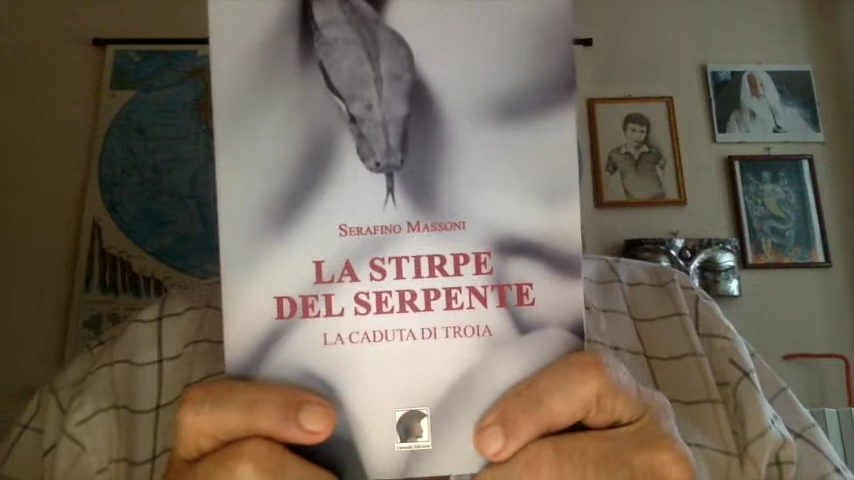 SERAFINO MASSONI
LA STIRPE
DEL SERPENTE
LA CADUTA DI TROIA